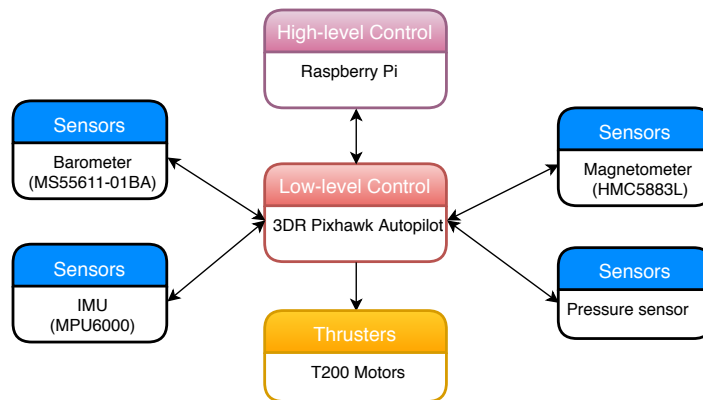 High-level Control
Raspberry Pi
Sensors
Barometer
(MS55611-01BA)
Sensors
Magnetometer
(HMC5883L)
Low-level Control
3DR Pixhawk Autopilot
Sensors
IMU
(MPU6000)
Sensors
Pressure sensor
Thrusters
T200 Motors